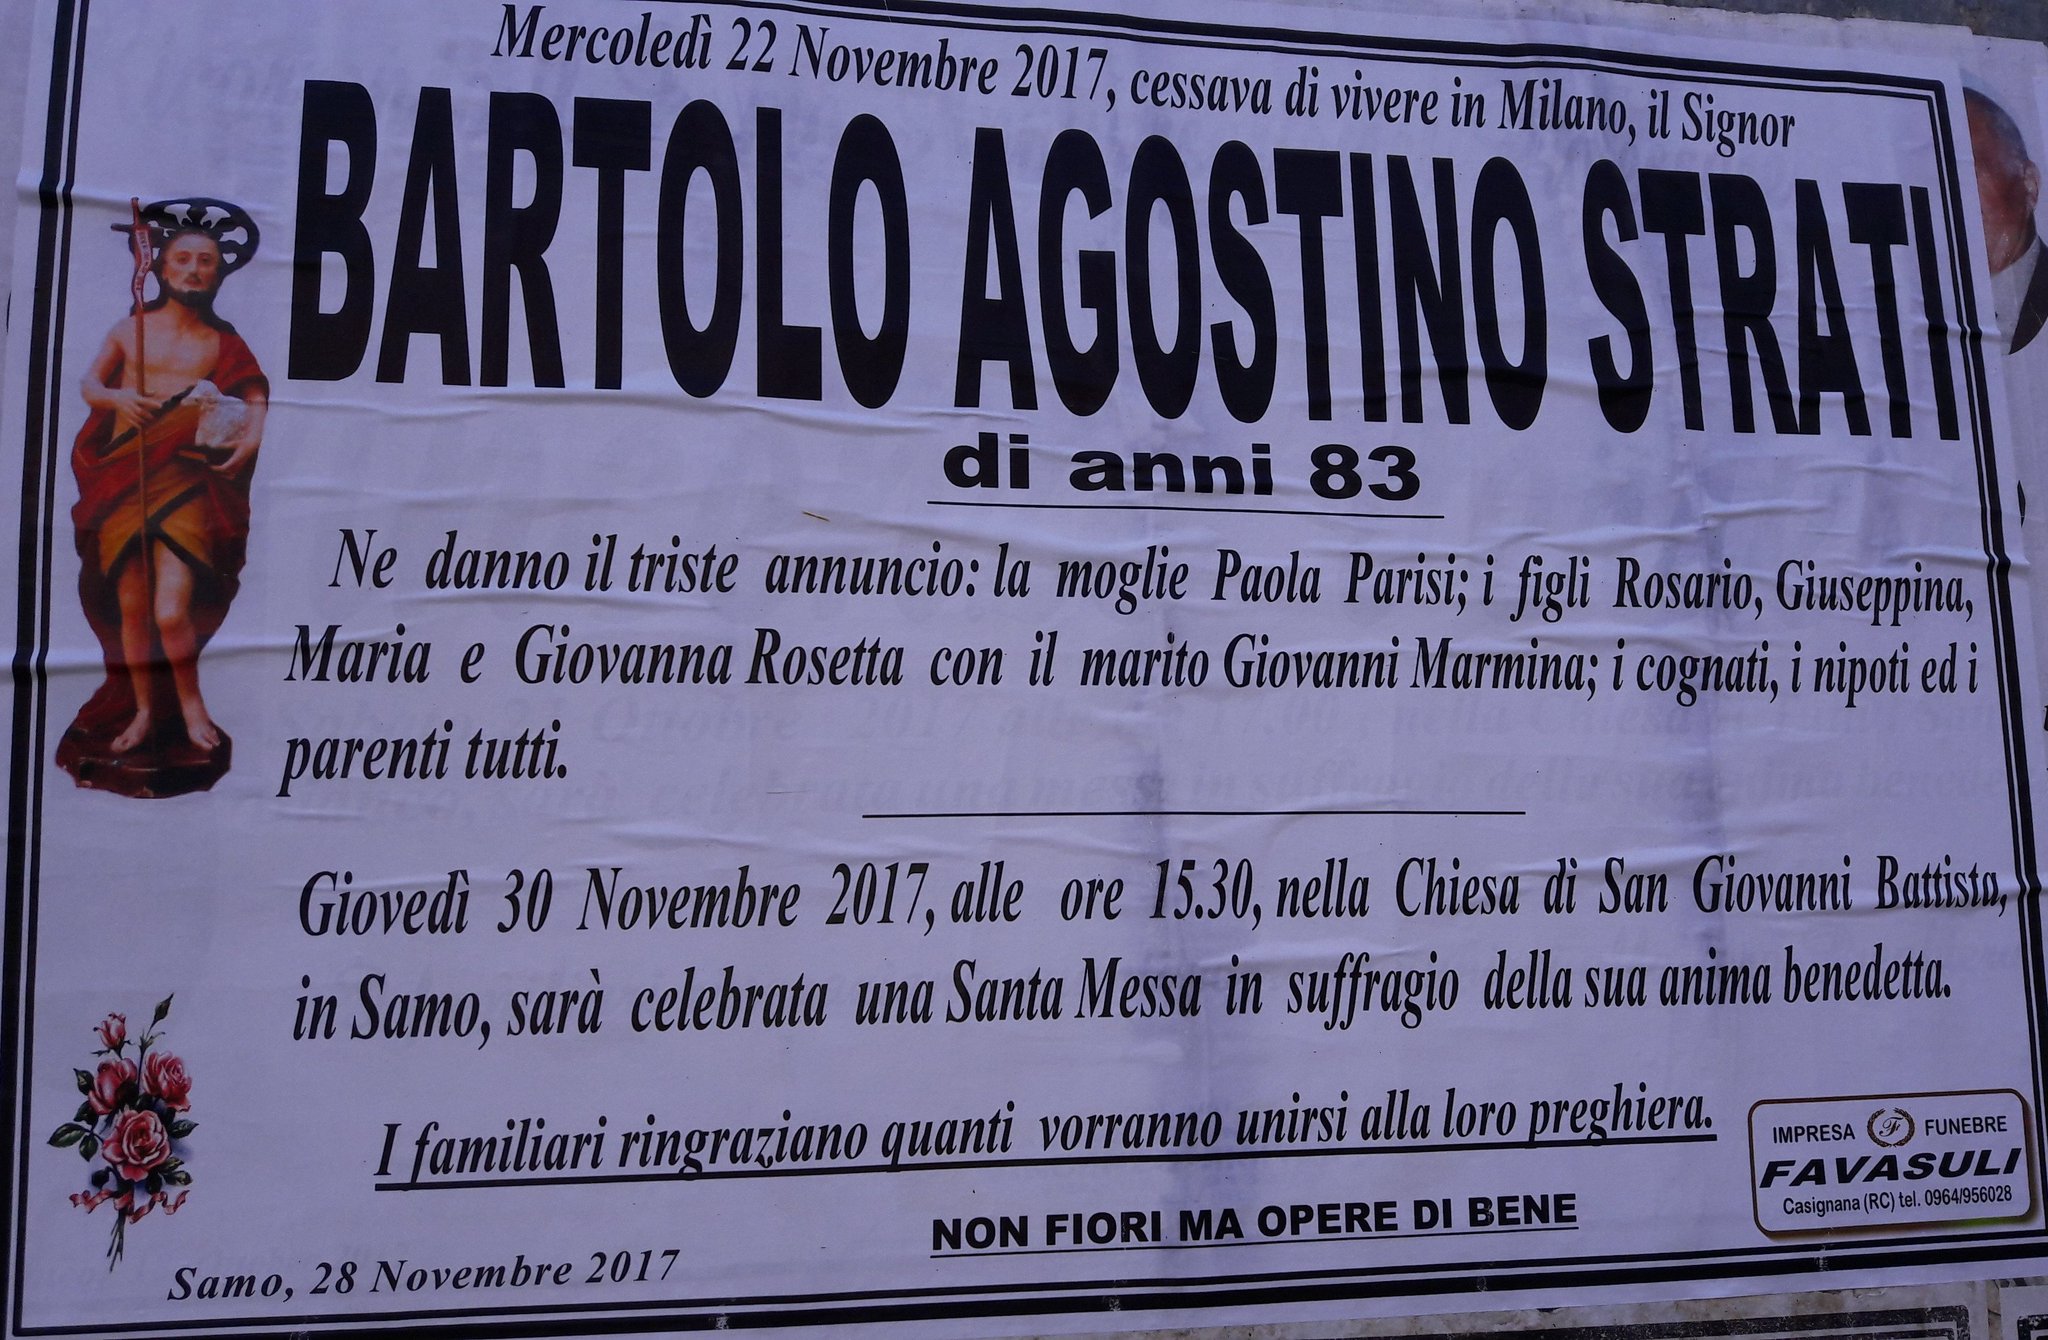 Mercoledì 22 Novembre 2017, cessava di vivere in Milano, il Signor
BARTOLO AGOSTINO STRATI
di anni 83
Ne danno il triste annuncio: la moglie Paola Parisi; i figli Rosario, Giuseppina,
Maria e Giovanna Rosetta con il marito Giovanni Marmina; i cognati, i nipoti ed i
parenti tutti.
Giovedì 30 Novembre 2017, alle ore 15.30, nella Chiesa di San Giovanni Battista,
in Samo, sarà celebrata una Santa Messa in suffragio della sua anima benedetta.
I familiari ringraziano quanti vorranno unirsi alla loro preghiera.
NON FIORI MA OPERE DI BENE
Samo, 28 Novembre 2017
IMPRESA F FUNEBRE
FAVASULI
Casignana (RC) tel. 0964/956028